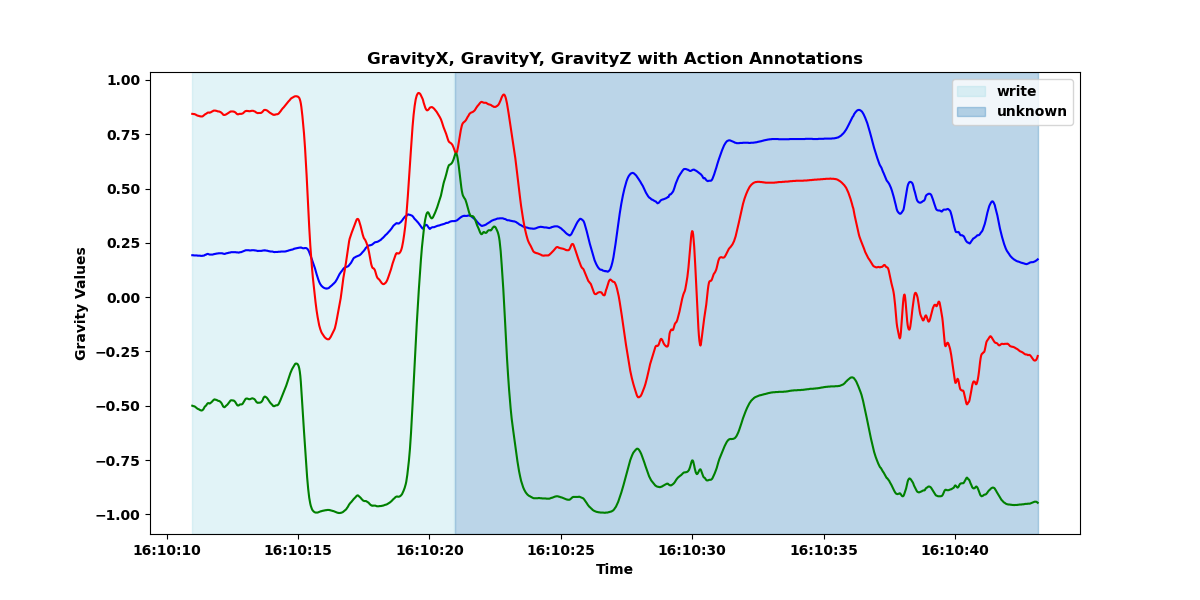 GravityX, GravityY, GravityZ with Action Annotations
write
unknown
Gravity Values
1.00
0.75
0.50
0.25
0.00
−0.25
−0.50
−0.75
−1.00
16:10:10 16:10:15 16:10:20 16:10:25 16:10:30 16:10:35 16:10:40
Time